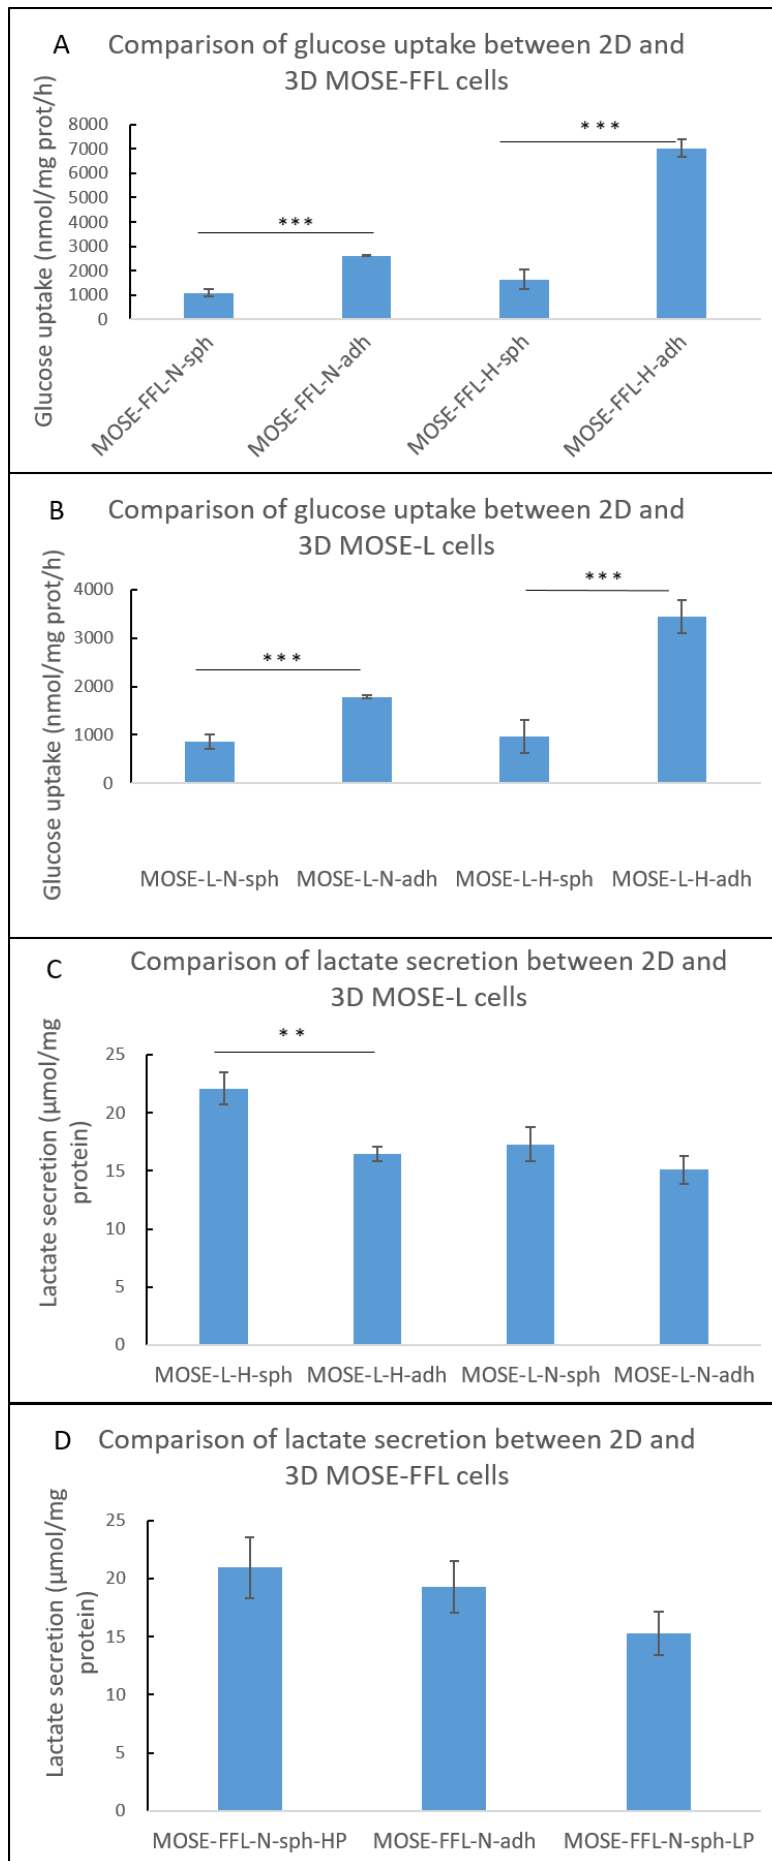 A
Comparison of glucose uptake between 2D and
3D MOSE-FFL cells
Glucose uptake (nmol/mg prot/h)
8000
7000
6000
5000
4000
3000
2000
1000
0
***
***
MOSE-FFL-N-sph
MOSE-FFL-N-adh
MOSE-FFL-H-sph
MOSE-FFL-H-adh
B
Comparison of glucose uptake between 2D and
3D MOSE-L cells
Glucose uptake (nmol/mg prot/h)
4000
3000
2000
1000
0
***
***
MOSE-L-N-sph
MOSE-L-N-adh
MOSE-L-H-sph
MOSE-L-H-adh
C
Comparison of lactate secretion between 2D and
3D MOSE-L cells
Lactate secretion (µmol/mg
protein)
25
20
15
10
5
0
**
MOSE-L-H-sph
MOSE-L-H-adh
MOSE-L-N-sph
MOSE-L-N-adh
D
Comparison of lactate secretion between 2D and
3D MOSE-FFL cells
Lactate secretion (µmol/mg
protein)
25
20
15
10
5
0
MOSE-FFL-N-sph-HP
MOSE-FFL-N-adh
MOSE-FFL-N-sph-LP